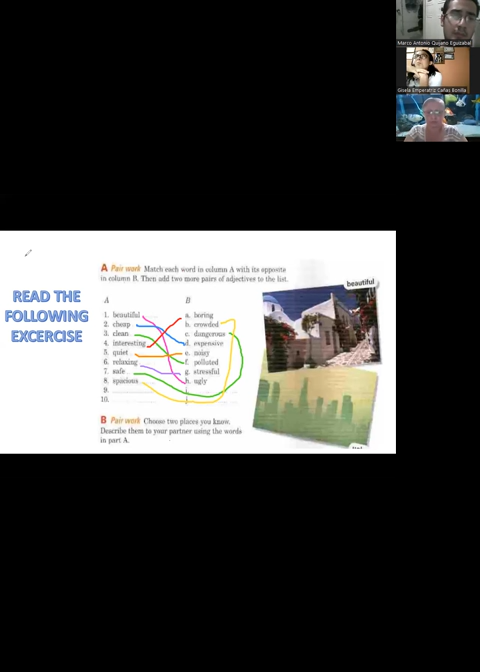 Marco Antonio Quijano Eguizabal
Gisela Emperatriz Cañas Bonilla
READ THE
FOLLOWING
EXCERCISE
A Pair work Match each word in column A with its opposite
in column B. Then add two more pairs of adjectives to the list.
A B
1. beautiful a. boring
2. cheap b. crowded
3. clean c. dangerous
4. interesting d. expensive
5. quiet e. noisy
6. relaxing f. polluted
7. safe g. stressful
8. spacious h. ugly
9. i.
10. j.
B Pair work Choose two places you know.
Describe them to your partner using the words
in part A.
beautiful